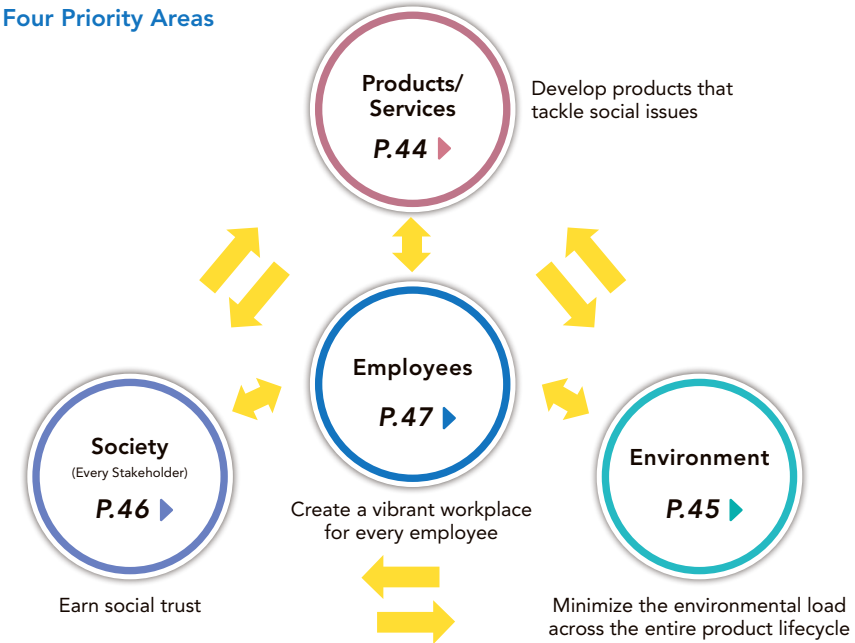 Four Priority Areas
Products/
Services
P.44
Develop products that
tackle social issues
Employees
P.47
Create a vibrant workplace
for every employee
Society
(Every Stakeholder)
P.46
Earn social trust
Environment
P.45
Minimize the environmental load
across the entire product lifecycle